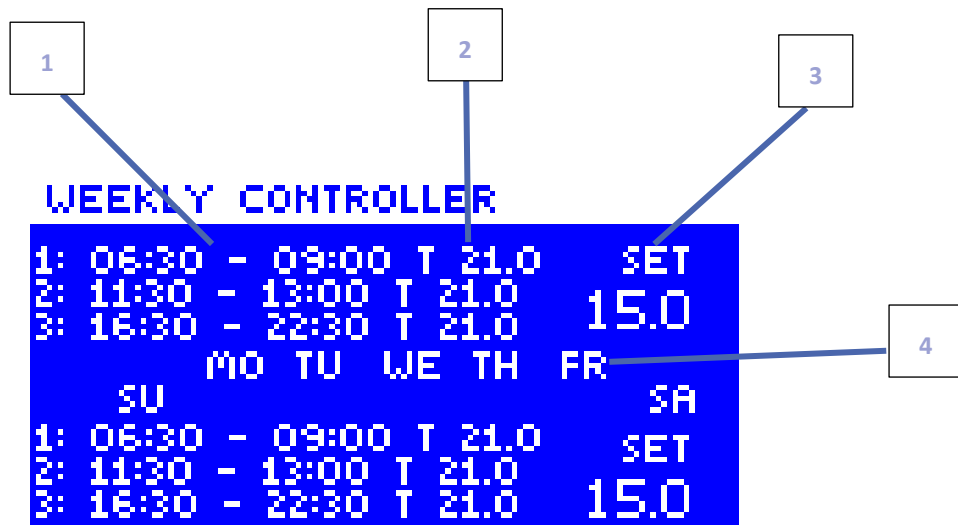 1
2
3
WEEKLY CONTROLLER
1: 06:30 - 09:00 T 21.0 SET
2: 11:30 - 13:00 T 21.0
15.0
3: 16:30 - 22:30 T 21.0
4
MO TU WE TH FR
SU SA
1: 06:30 - 09:00 T 21.0 SET
2: 11:30 - 13:00 T 21.0
3: 16:30 - 22:30 T 21.0 15.0